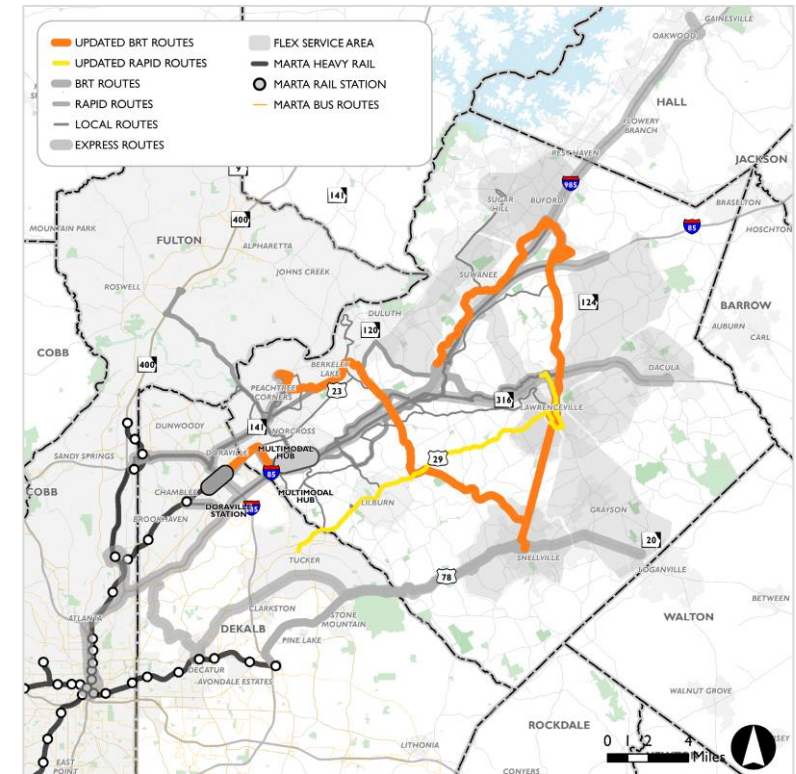 UPDATED BRT ROUTES
UPDATED RAPID ROUTES
BRT ROUTES
RAPID ROUTES
LOCAL ROUTES
EXPRESS ROUTES
FLEX SERVICE AREA
MARTA HEAVY RAIL
MARTA RAIL STATION
MARTA BUS ROUTES
GAINESVILLE
OAKWOOD
HALL
FLOWERY
BRANCH
REST HAVEN
JACKSON
9
141
985
SUGAR
HILL
BUFORD
BRASELTON
400
85
HOSCHTON
MOUNTAIN PARK
FULTON
ALPHARETTA
JOHNS CREEK
SUWANEE
ROSWELL
DULUTH
124
BARROW
120
AUBURN
CARL
COBB
400
BERKELEY
LAKE
DACULA
PEACHTREE
CORNERS
23
316
LAWRENCEVILLE
DUNWOODY
141
NORCROSS
SANDY SPRINGS
DORAVILLE
MULTIMODAL
HUB
29
85
COBB
CHAMBLEE
MULTIMODAL
HUB
LILBURN
GRAYSON
DORAVILLE
STATION
BROOKHAVEN
20
TUCKER
SNELLVILLE
LOGANVILLE
78
BETWEEN
CLARKSTON
STONE
MOUNTAIN
ATLANTA
DEKALB
PINE LAKE
WALTON
DECATUR
AVONDALE ESTATES
WALNUT GROVE
ROCKDALE
LITHONIA
0 1 2 4
Miles
EAST
POINT
CONYERS